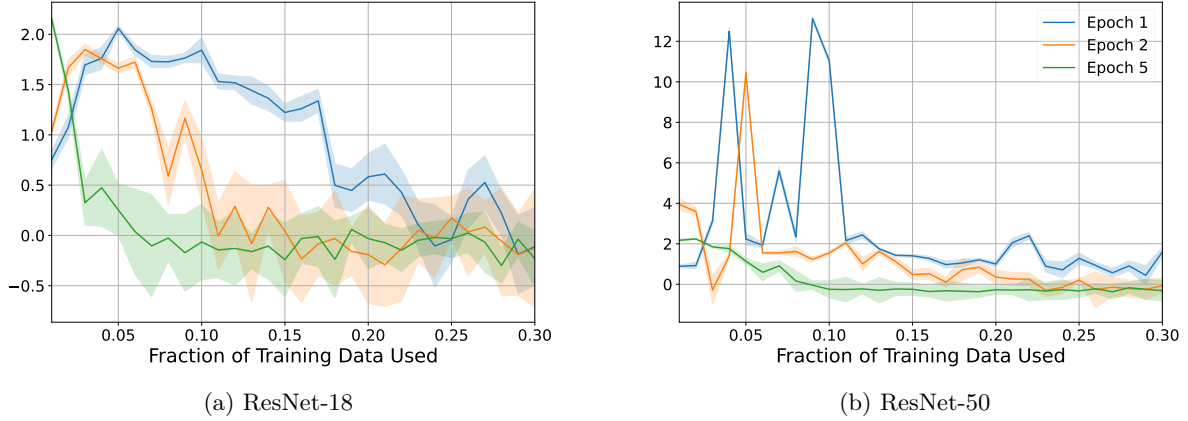 2.0
1.5
1.0
0.5
0.0
−0.5
0.05 0.10 0.15 0.20 0.25 0.30
Fraction of Training Data Used
(a) ResNet-18
12
10
8
6
4
2
0
0.05 0.10 0.15 0.20 0.25 0.30
Fraction of Training Data Used
Epoch 1
Epoch 2
Epoch 5
(b) ResNet-50